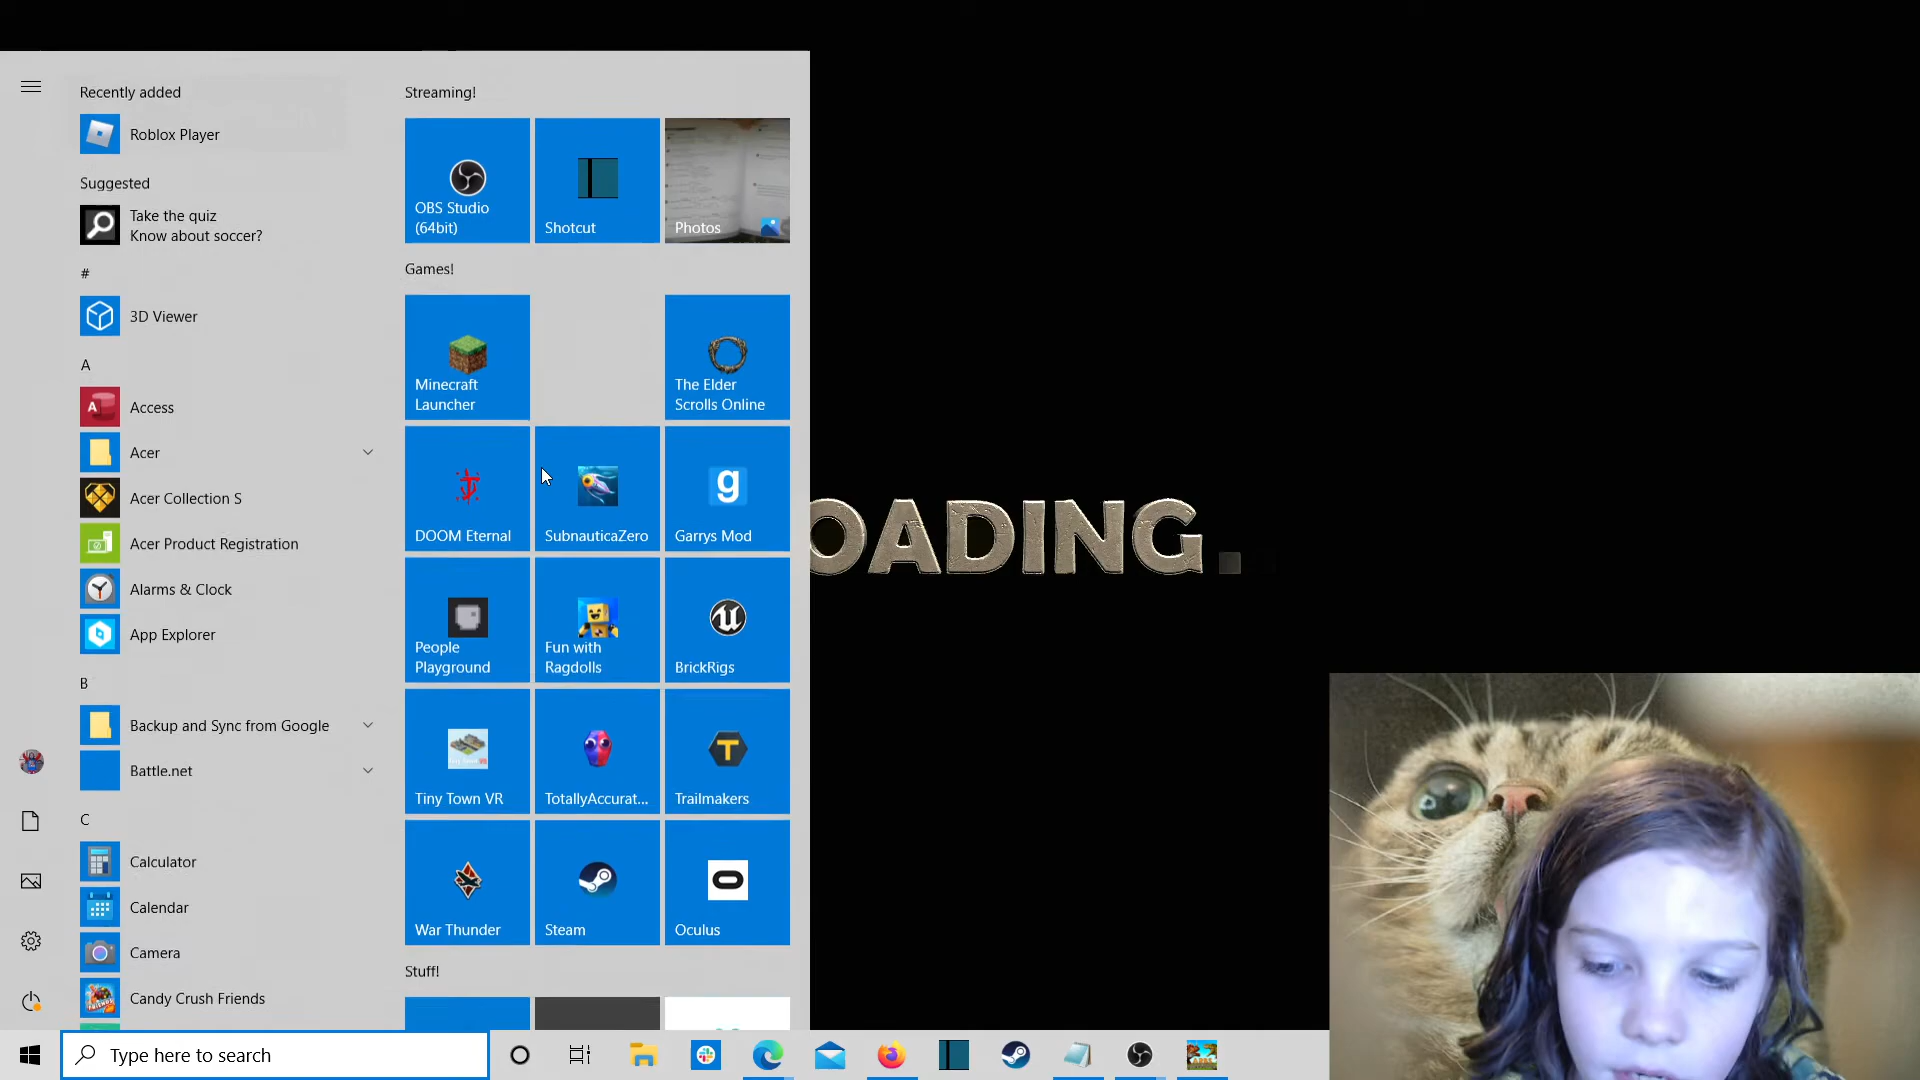 Recently added
Roblox Player
Suggested
Take the quiz
Know about soccer?
#
3D Viewer
A
Access
Acer
Acer Collection S
Acer Product Registration
Alarms & Clock
App Explorer
B
Backup and Sync from Google
Battle.net
C
Calculator
Calendar
Camera
Candy Crush Friends
Streaming!
OBS Studio
(64bit)
Shotcut
Photos
Games!
Minecraft
Launcher
The Elder
Scrolls Online
DOOM Eternal
SubnauticaZero
g
Garrys Mod
People
Playground
Fun with
Ragdolls
BrickRigs
Tiny Town VR
TotallyAccurat...
T
Trailmakers
War Thunder
Steam
Oculus
Stuff!
OADING.
Type here to search